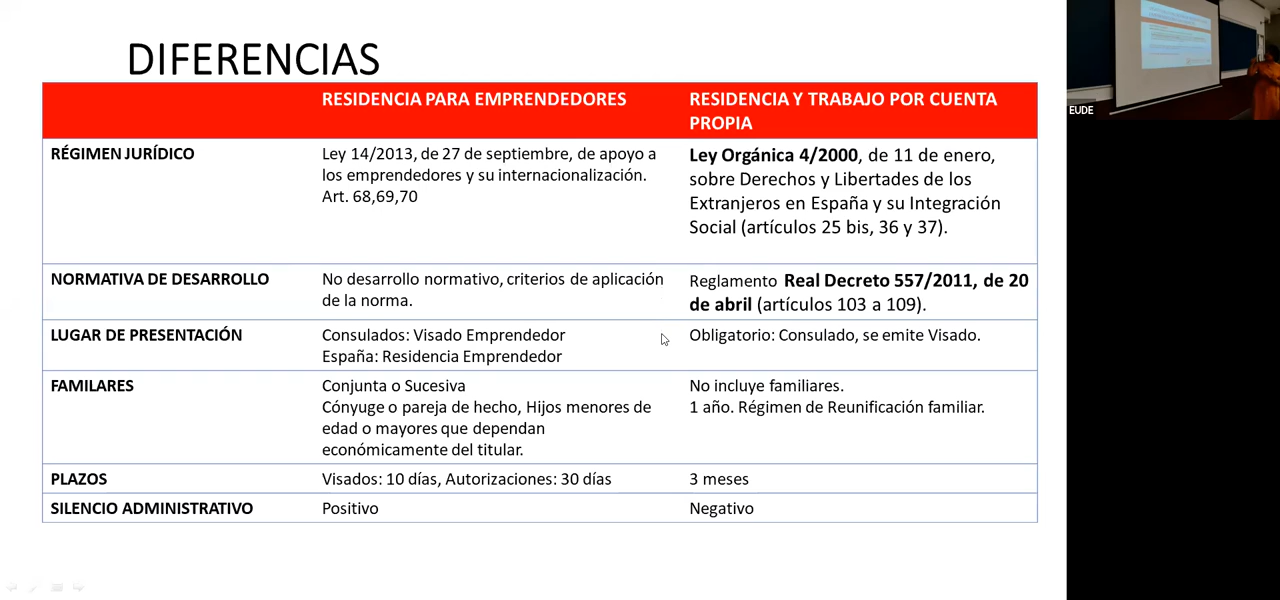 DIFERENCIAS
RESIDENCIA PARA EMPRENDEDORES
RESIDENCIA Y TRABAJO POR CUENTA
PROPIA
RÉGIMEN JURÍDICO
Ley 14/2013, de 27 de septiembre, de apoyo a
los emprendedores y su internacionalización.
Art. 68,69,70
Ley Orgánica 4/2000, de 11 de enero,
sobre Derechos y Libertades de los
Extranjeros en España y su Integración
Social (artículos 25 bis, 36 y 37).
NORMATIVA DE DESARROLLO
No desarrollo normativo, criterios de aplicación
de la norma.
Reglamento Real Decreto 557/2011, de 20
de abril (artículos 103 a 109).
LUGAR DE PRESENTACIÓN
Consulados: Visado Emprendedor
España: Residencia Emprendedor
Obligatorio: Consulado, se emite Visado.
FAMILARES
Conjunta o Sucesiva
Cónyuge o pareja de hecho, Hijos menores de
edad o mayores que dependan
económicamente del titular.
No incluye familiares.
1 año. Régimen de Reunificación familiar.
PLAZOS
Visados: 10 días, Autorizaciones: 30 días
3 meses
SILENCIO ADMINISTRATIVO
Positivo
Negativo
EUDE